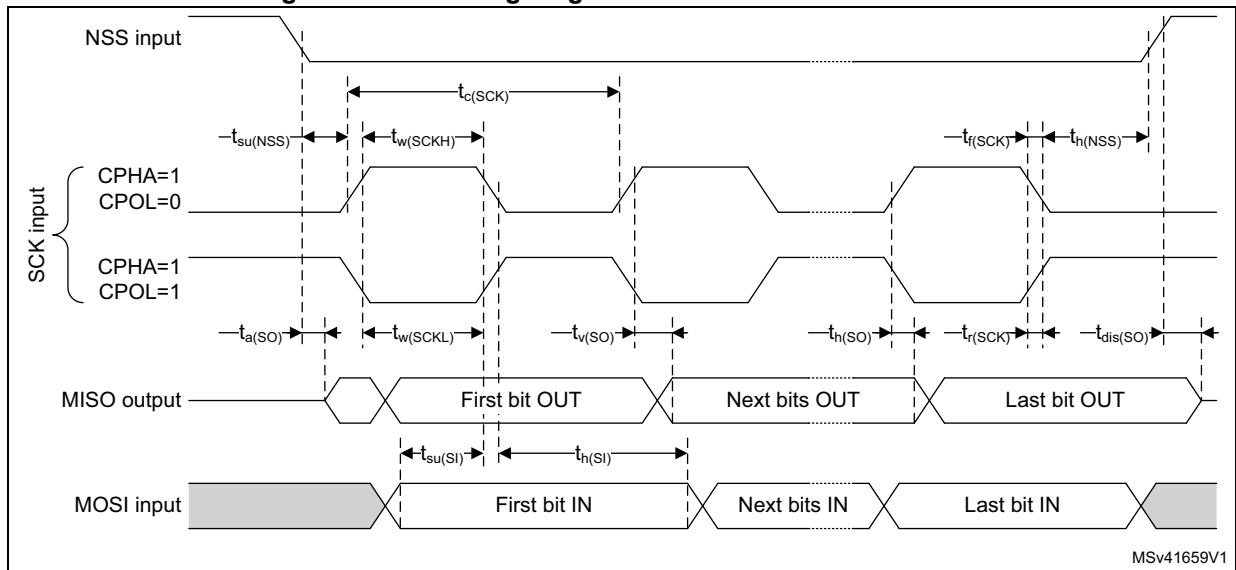 NSS input
tc(SCK)
tsu(NSS) tw(SCKH) tf(SCK) th(NSS)
SCK input
CPHA=1
CPOL=0
CPHA=1
CPOL=1
ta(SO) tw(SCKL) tv(SO) th(SO) tr(SCK) tdis(SO)
MISO output First bit OUT Next bits OUT Last bit OUT
tsu(SI) th(SI)
MOSI input First bit IN Next bits IN Last bit IN
MSv41659V1